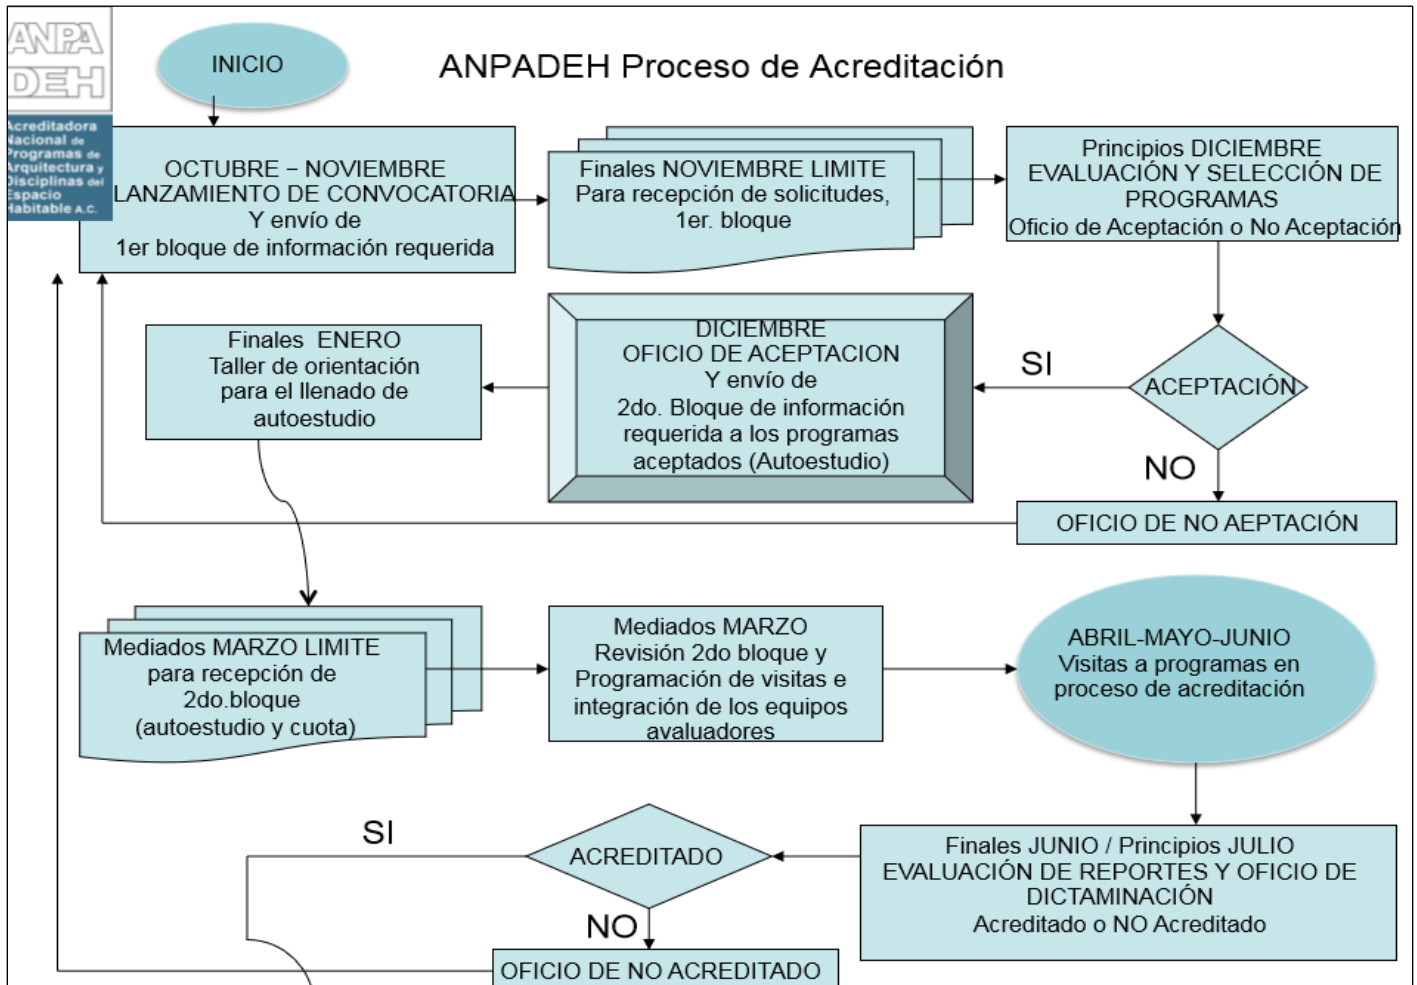 ANPA
DEH
Acreditadora
Nacional de
Programas de
Arquitectura y
Disciplinas del
Espacio
Habitable A.C.
INICIO
ANPADEH Proceso de Acreditación
OCTUBRE – NOVIEMBRE
LANZAMIENTO DE CONVOCATORIA
Y envío de
1er bloque de información requerida
Finales NOVIEMBRE LIMITE
Para recepción de solicitudes,
1er. bloque
Principios DICIEMBRE
EVALUACIÓN Y SELECCIÓN DE
PROGRAMAS
Oficio de Aceptación o No Aceptación
ACEPTACIÓN
SI
NO
DICIEMBRE
OFICIO DE ACEPTACION
Y envío de
2do. Bloque de información
requerida a los programas
aceptados (Autoestudio)
Finales ENERO
Taller de orientación
para el llenado de
autoestudio
OFICIO DE NO AEPTACIÓN
Mediados MARZO LIMITE
para recepción de
2do.bloque
(autoestudio y cuota)
Mediados MARZO
Revisión 2do bloque y
Programación de visitas e
integración de los equipos
avaluadores
ABRIL-MAYO-JUNIO
Visitas a programas en
proceso de acreditación
Finales JUNIO / Principios JULIO
EVALUACIÓN DE REPORTES Y OFICIO DE
DICTAMINACIÓN
Acreditado o NO Acreditado
ACREDITADO
SI
NO
OFICIO DE NO ACREDITADO